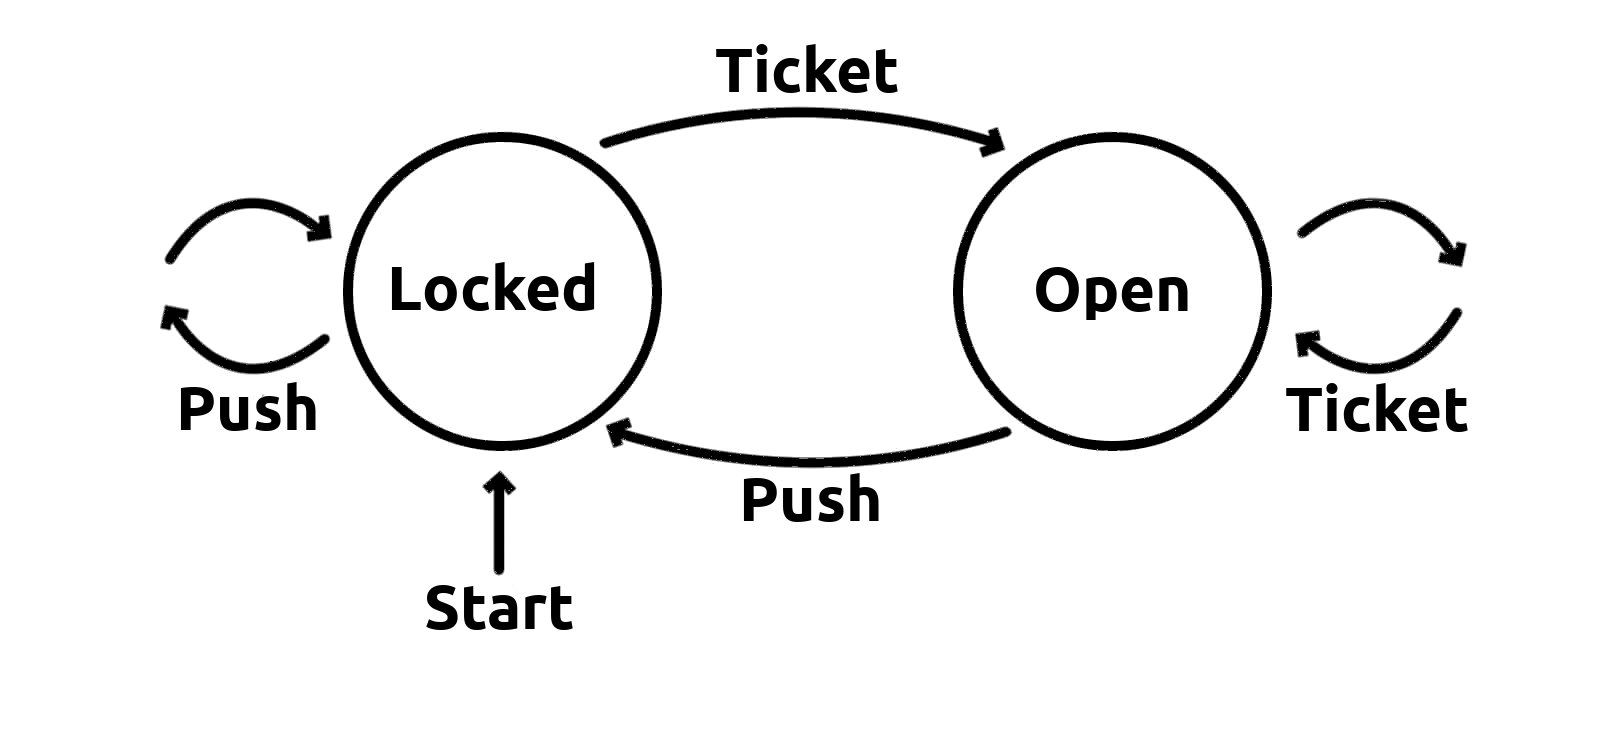 Ticket
Locked
Open
Push
Ticket
Push
Start